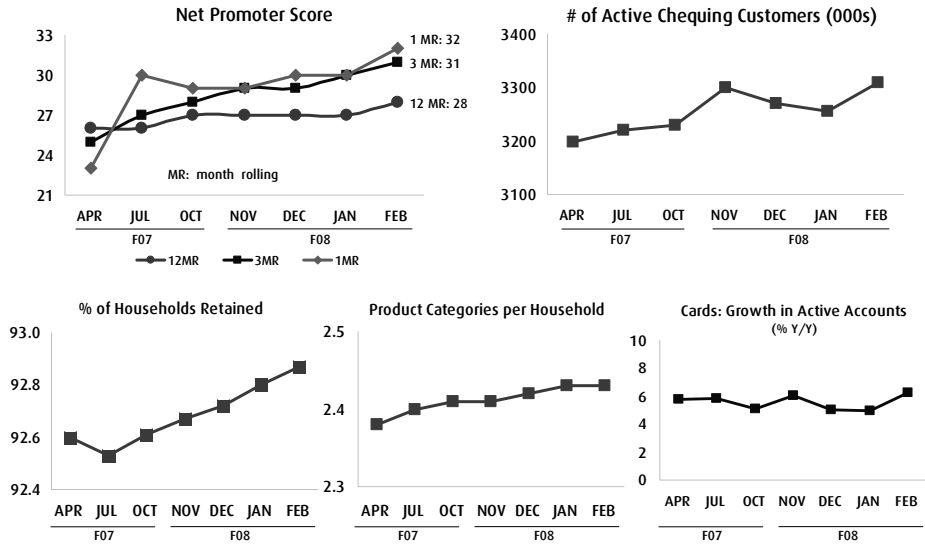 Net Promoter Score
33
30
27
24
21
1 MR: 32
3 MR: 31
12 MR: 28
MR: month rolling
APR JUL OCT NOV DEC JAN FEB
F07 F08
12MR 3MR 1MR
# of Active Chequing Customers (000s)
3400
3300
3200
3100
APR JUL OCT NOV DEC JAN FEB
F07 F08
% of Households Retained
93.0
92.8
92.6
92.4
APR JUL OCT NOV DEC JAN FEB
F07 F08
Product Categories per Household
2.5
2.4
2.3
APR JUL OCT NOV DEC JAN FEB
F07 F08
Cards: Growth in Active Accounts
(% Y/Y)
10
8
6
4
2
0
APR JUL OCT NOV DEC JAN FEB
F07 F08